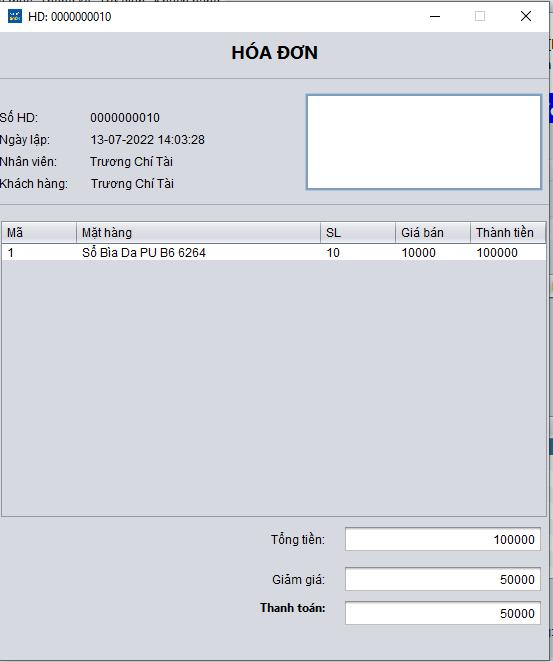 HD: 0000000010
HÓA ĐƠN
Số HD: 0000000010
Ngày lập: 13-07-2022 14:03:28
Nhân viên: Trương Chí Tài
Khách hàng: Trương Chí Tài
Mã Mặt hàng SL Giá bán Thành tiền
1 Sổ Bìa Da PU B6 6264 10 10000 100000
Tổng tiền: 100000
Giảm giá: 50000
Thanh toán: 50000